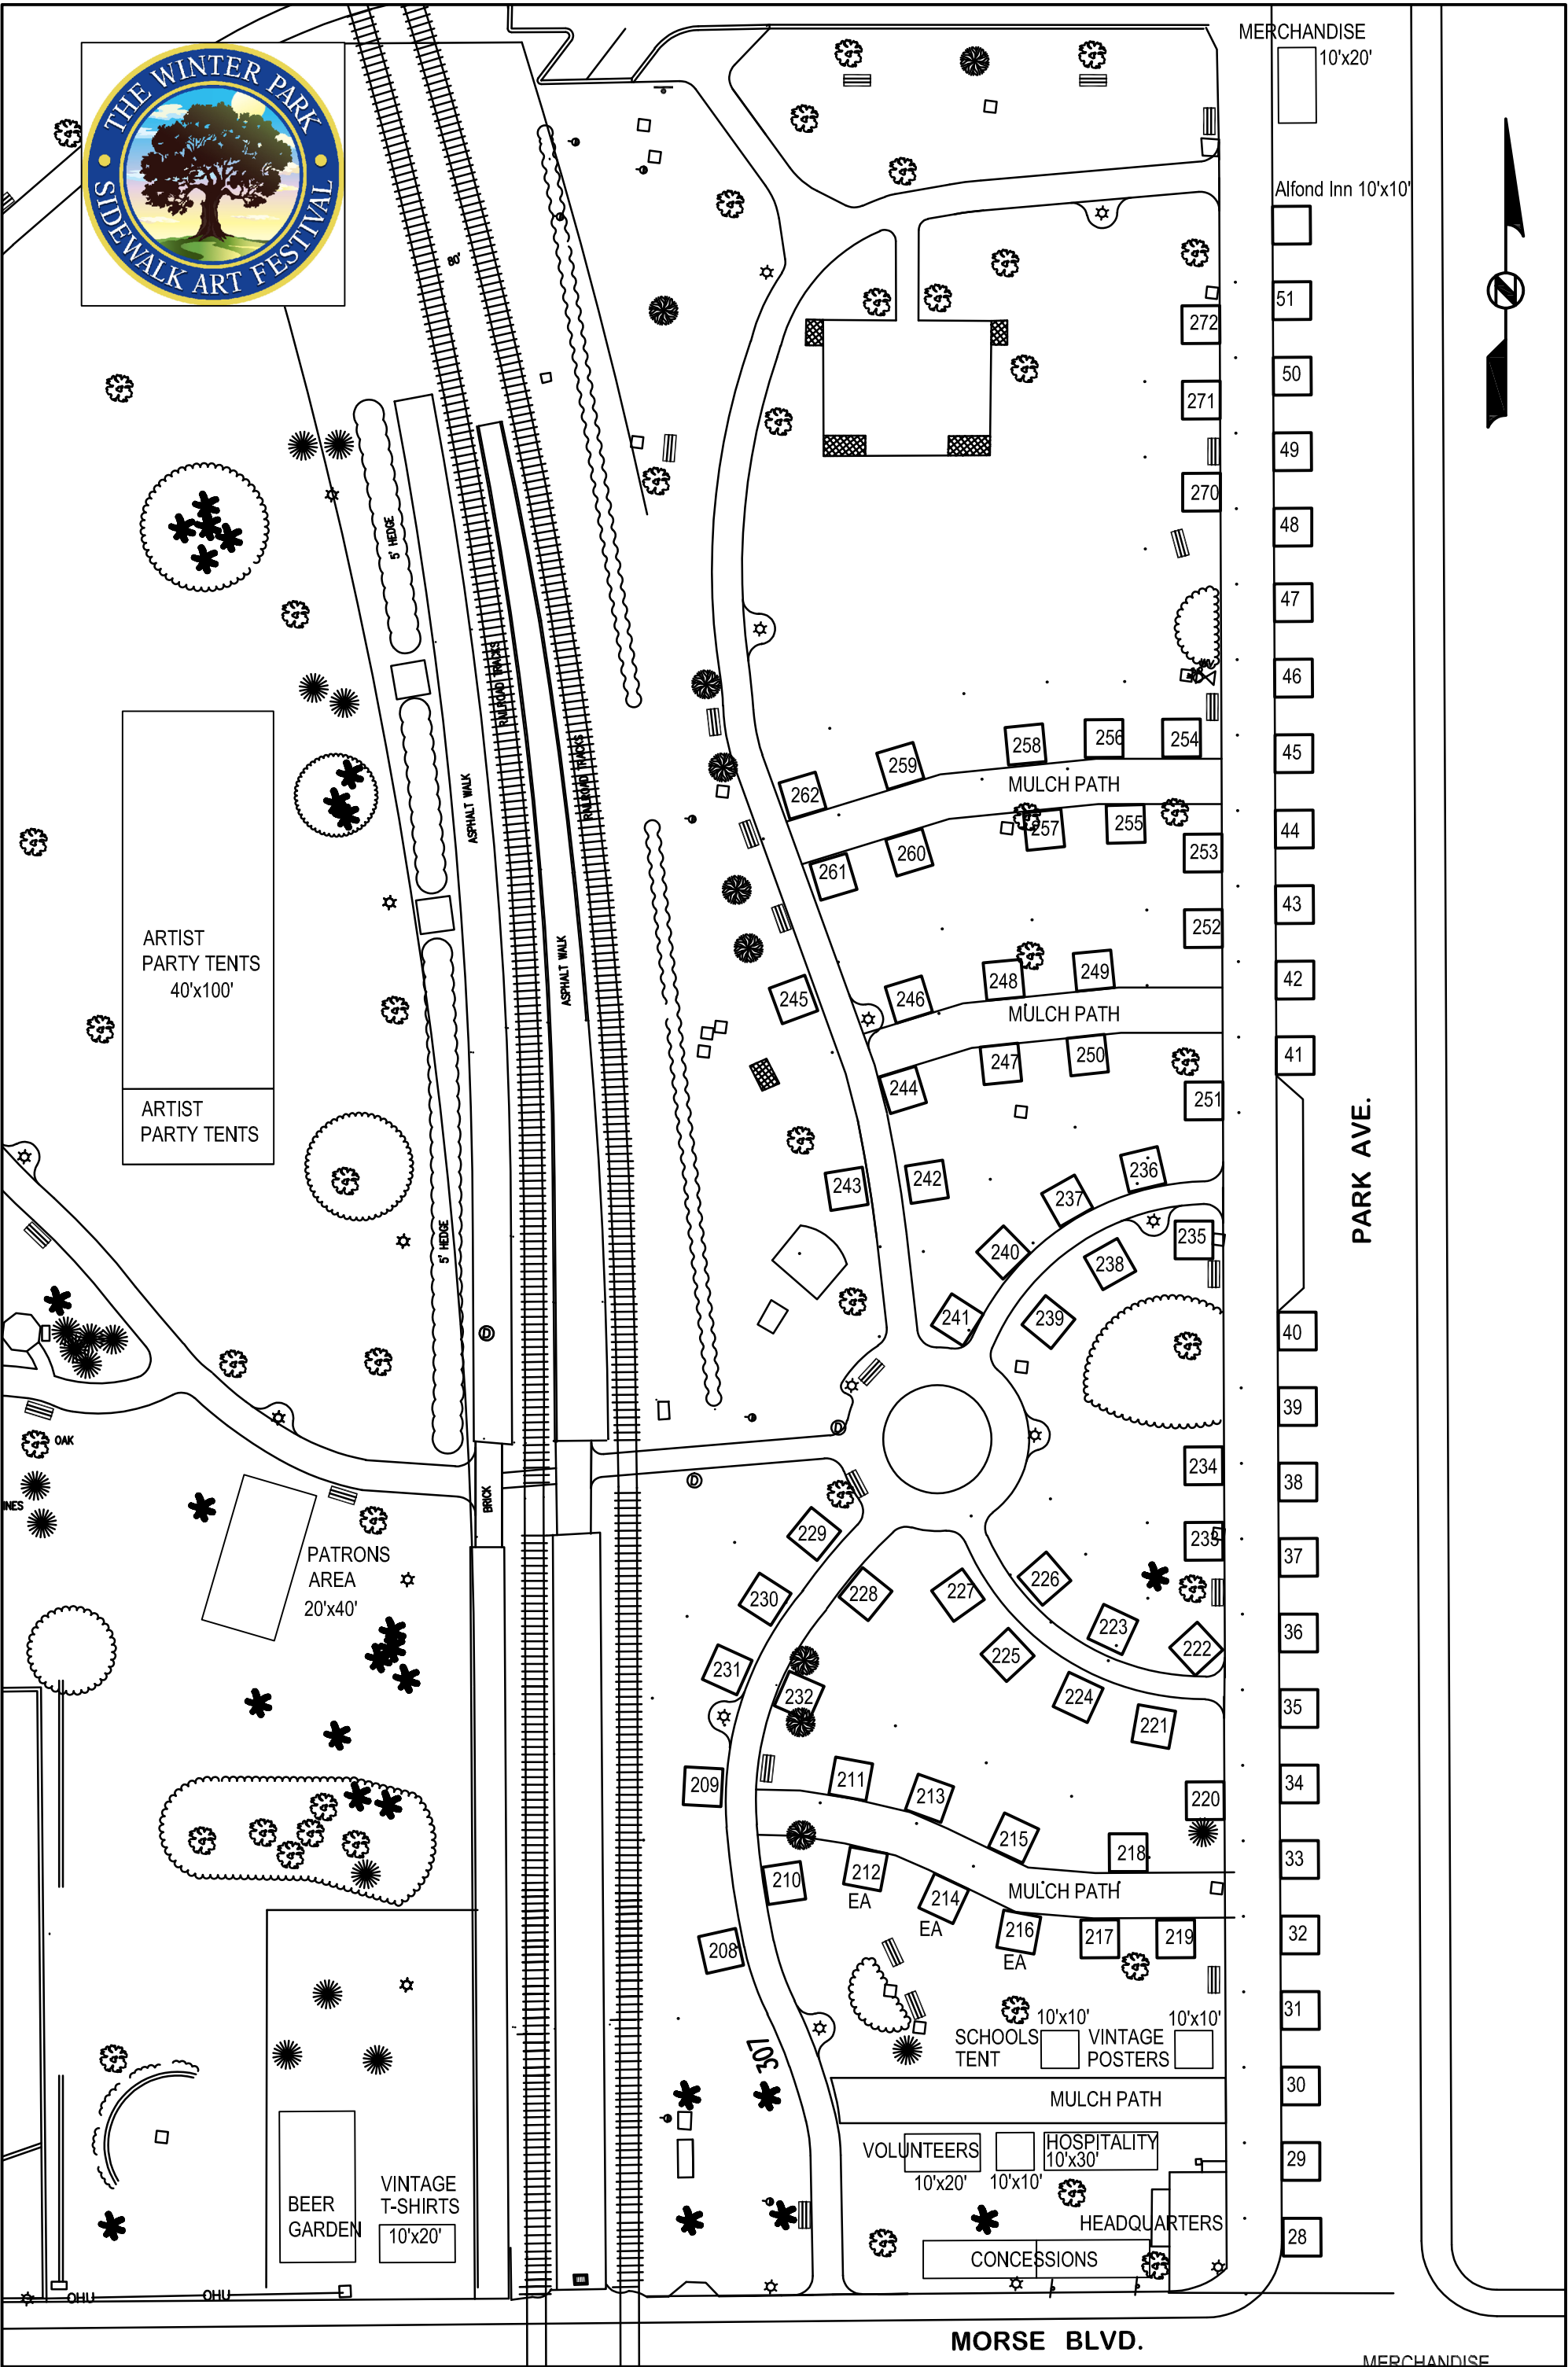 MERCHANDISE
10'x20'
THE WINTER PARK
SIDEWALK ART FESTIVAL
Alfond Inn 10'x10'
80'
51
272
50
271
49
270
48
5' HEDGE
47
46
RAILROAD TRACKS
RAILROAD TRACKS
45
254
256
258
259
262
MULCH PATH
ASPHALT WALK
44
255
257
253
260
261
43
252
ARTIST
PARTY TENTS
40'x100'
ASPHALT WALK
42
249
248
246
245
MULCH PATH
41
250
247
244
251
ARTIST
PARTY TENTS
PARK AVE.
236
242
243
237
235
240
238
5' HEDGE
241
239
40
39
OAK
234
38
INES
BRICK
229
233
37
PATRONS
AREA
20'x40'
226
227
228
230
223
222
36
225
231
232
224
221
35
209
211
213
220
34
215
218
33
210
212
EA
214
EA
216
EA
MULCH PATH
217
219
32
208
10'x10'
10'x10'
31
SCHOOLS
TENT
VINTAGE
POSTERS
307
MULCH PATH
30
VOLUNTEERS
10'x20'
10'x10'
HOSPITALITY
10'x30'
29
BEER
GARDEN
VINTAGE
T-SHIRTS
10'x20'
HEADQUARTERS
28
CONCESSIONS
OHU
OHU
MORSE BLVD.
MERCHANDISE